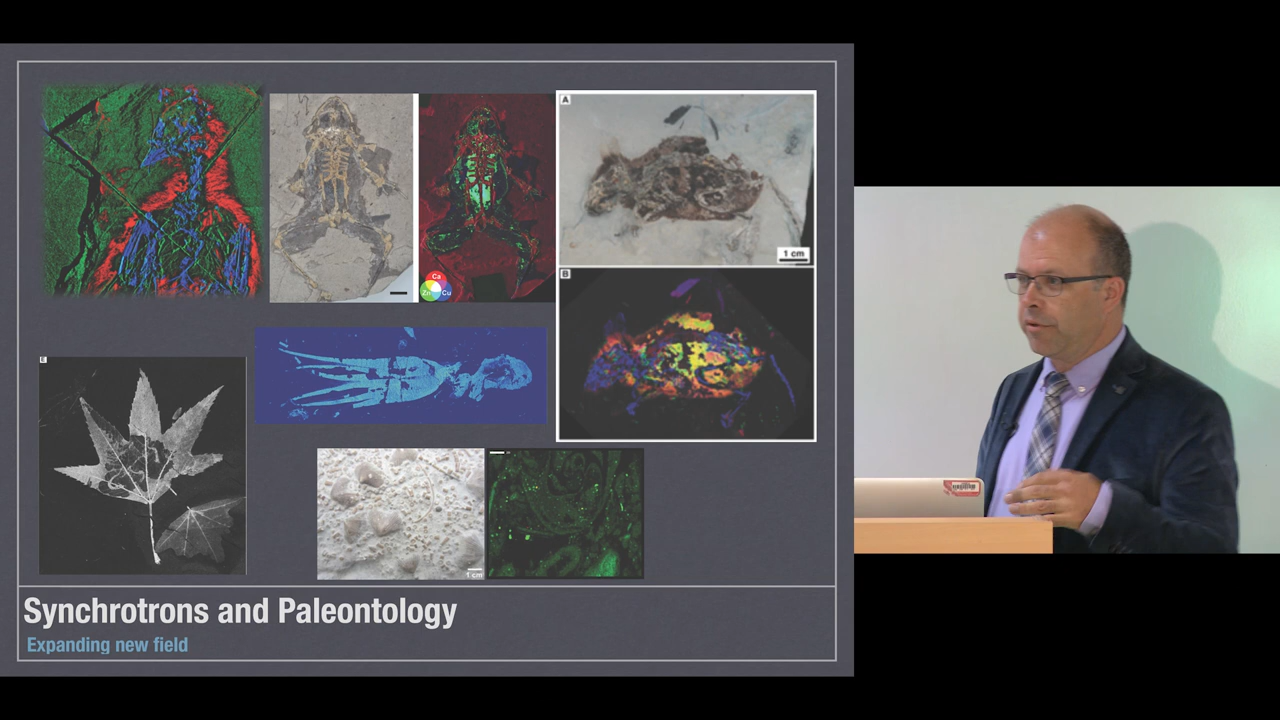 A
1 cm
Ca
Zn
Cu
B
E
1 cm
Synchrotrons and Paleontology
Expanding new field